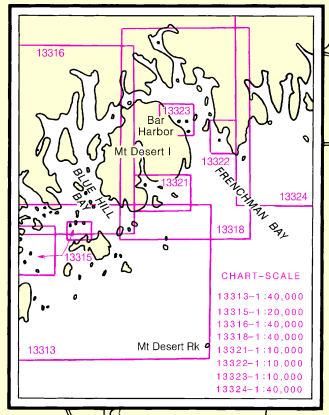 13316
13323
Bar
Harbor
Mt Desert I
13322
13321
BLUE HILL
BAY
FRENCHMAN BAY
13324
13318
13315
13313
Mt Desert Rk
CHART-SCALE
13313-1:40,000
13315-1:20,000
13316-1:40,000
13318-1:40,000
13321-1:10,000
13322-1:10,000
13323-1:10,000
13324-1:40,000